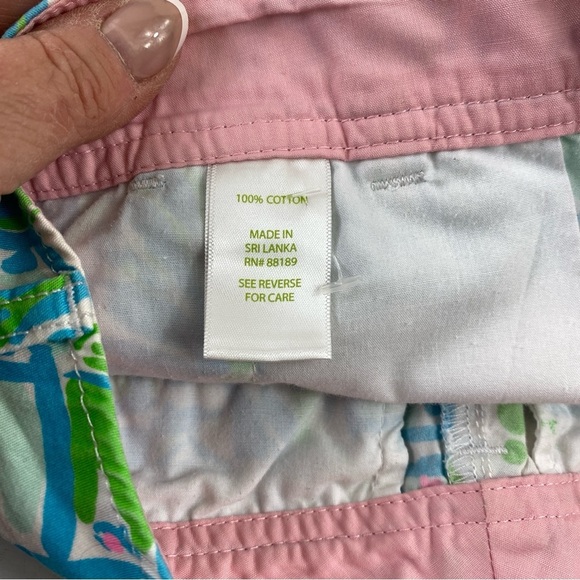 100% COTTON
MADE IN
SRI LANKA
RN# 88189
SEE REVERSE
FOR CARE